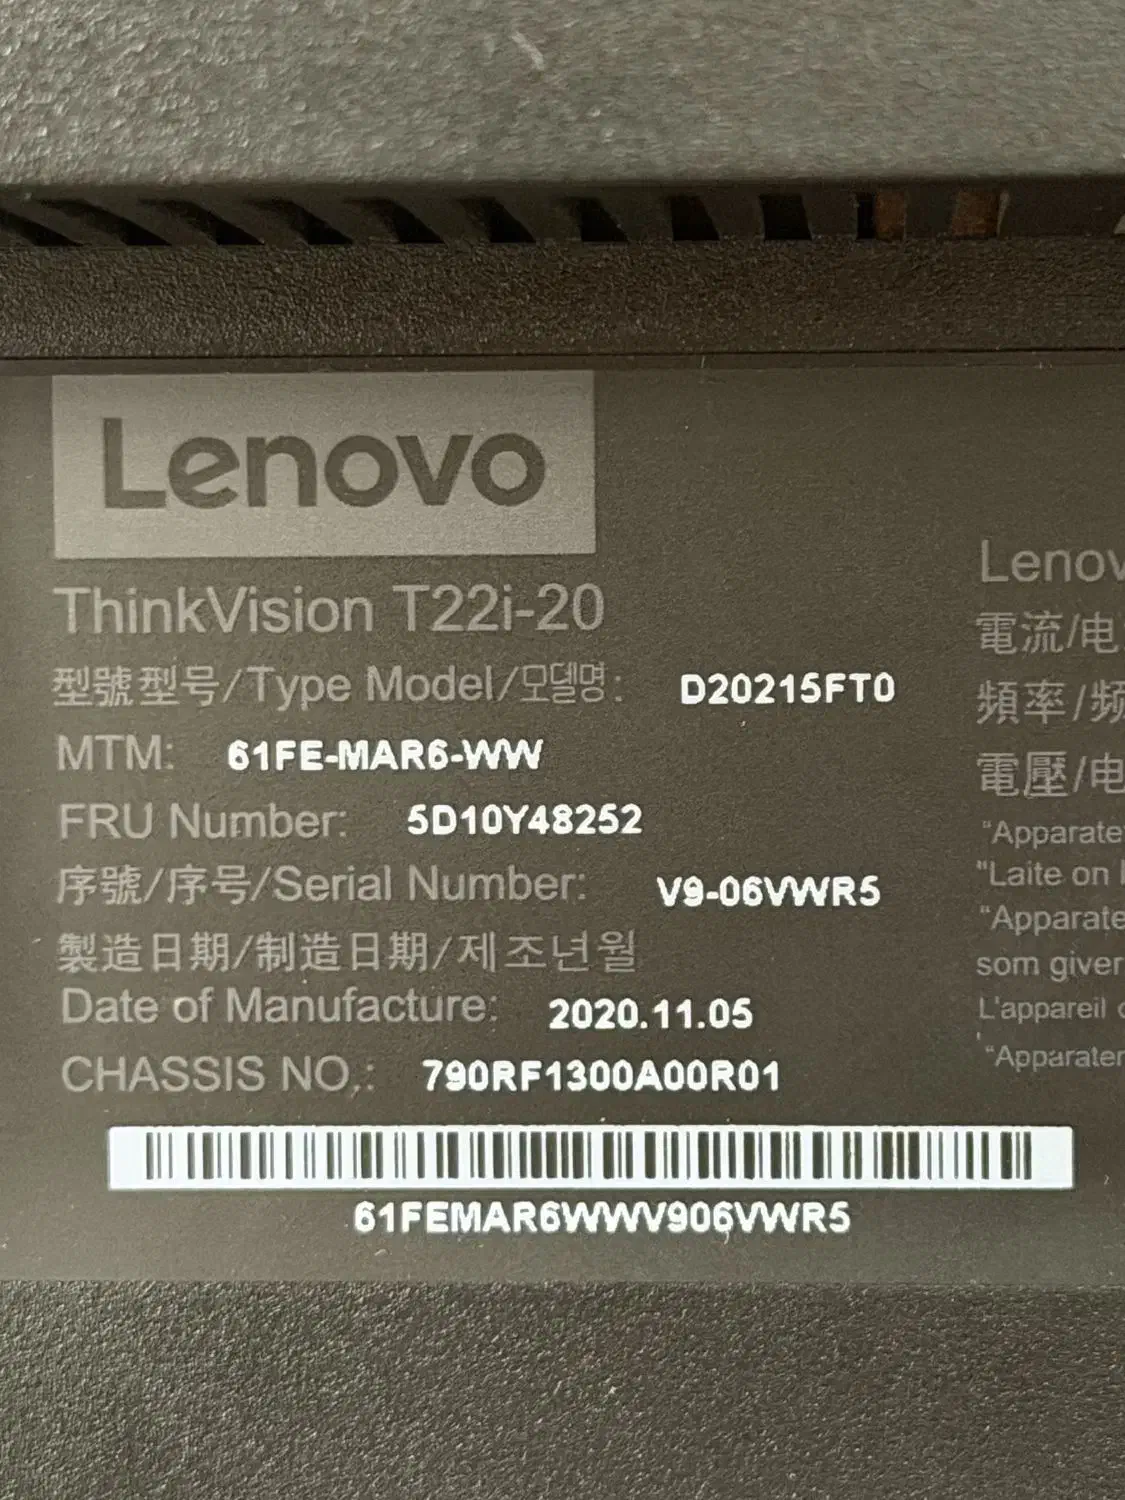 Lenovo
ThinkVision T22i-20
型號型号/Type Model/모델명: D20215FT0
MTM: 61FE-MAR6-WW
FRU Number: 5D10Y48252
序號/序号/Serial Number: V9-06VWR5
製造日期/制造日期/제조년월
Date of Manufacture: 2020.11.05
CHASSIS NO.: 790RF1300A00R01
61FEMAR6WWV906VWR5
Lenov
電流/电
頻率/频
電壓/电
"Apparatet
"Laite on
"Apparate
som giver
L'appareil
"Apparaten